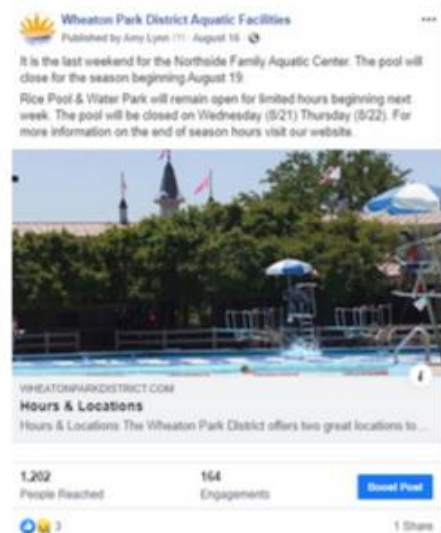 Wheaton Park District Aquatic Facilities
Published by Amy Lynn · August 16 ·
It is the last weekend for the Northside Family Aquatic Center. The pool will
close for the season beginning August 19.
Rice Pool & Water Park will remain open for limited hours beginning next
week. The pool will be closed on Wednesday (8/21) Thursday (8/22). For
more information on the end of season hours visit our website.
WHEATONPARKDISTRICT.COM
Hours & Locations
Hours & Locations The Wheaton Park District offers two great locations to ...
1,202
People Reached
164
Engagements
Boost Post
3
1 Share